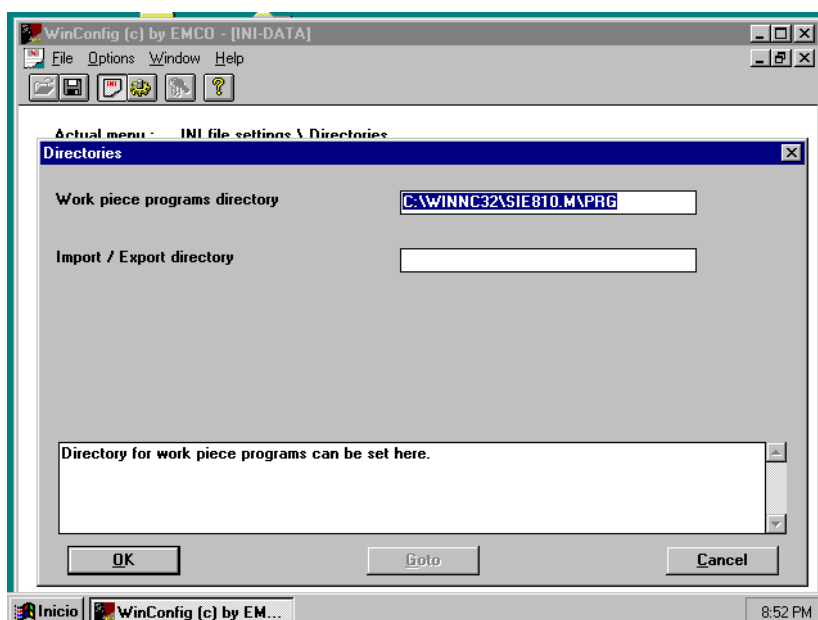 WinConfig (c) by EMCO - [INI-DATA]
File Options Window Help
Actual menu : INI file settings \ Directories
Directories
Work piece programs directory C:\WINNC32\SIE810.M\PRG
Import / Export directory
Directory for work piece programs can be set here.
OK Goto Cancel
Inicio WinConfig (c) by EM... 8:52 PM